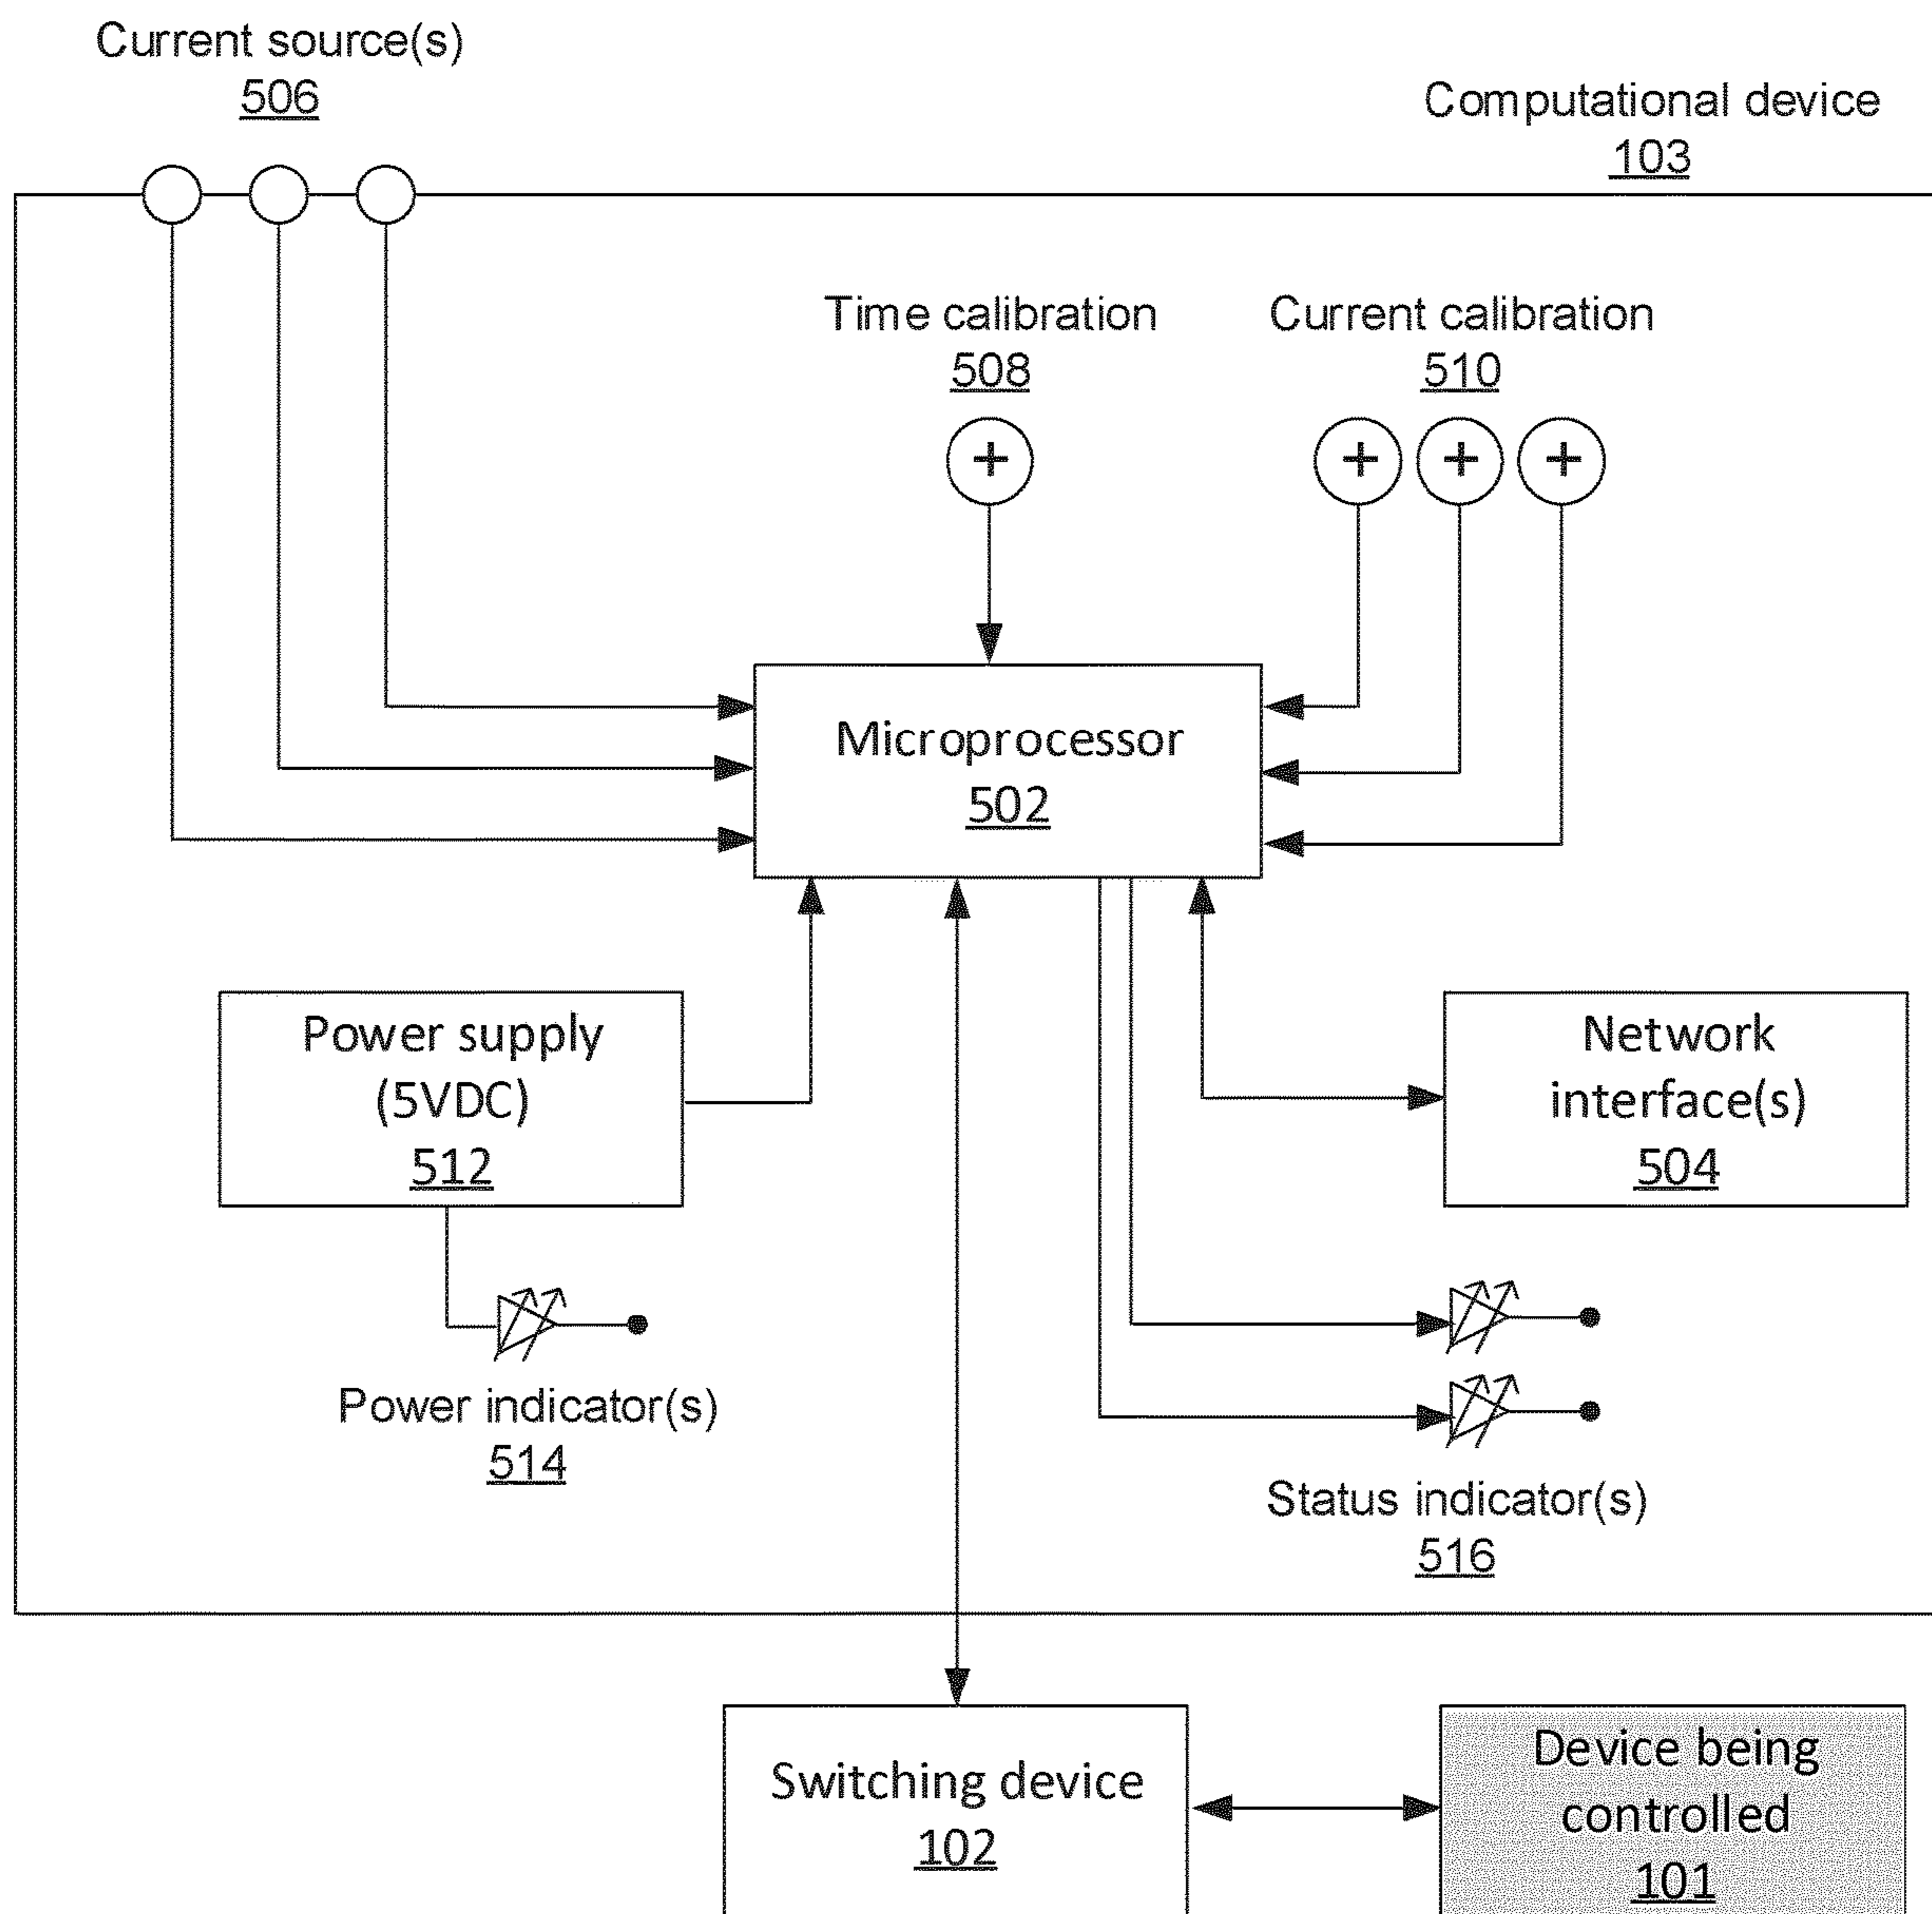 Current source(s)
506
Computational device
103
Time calibration
508
Current calibration
510
+
+
+
+
Microprocessor
502
Power supply
(5VDC)
512
Network
interface(s)
504
Power indicator(s)
514
Status indicator(s)
516
Switching device
102
Device being
controlled
101